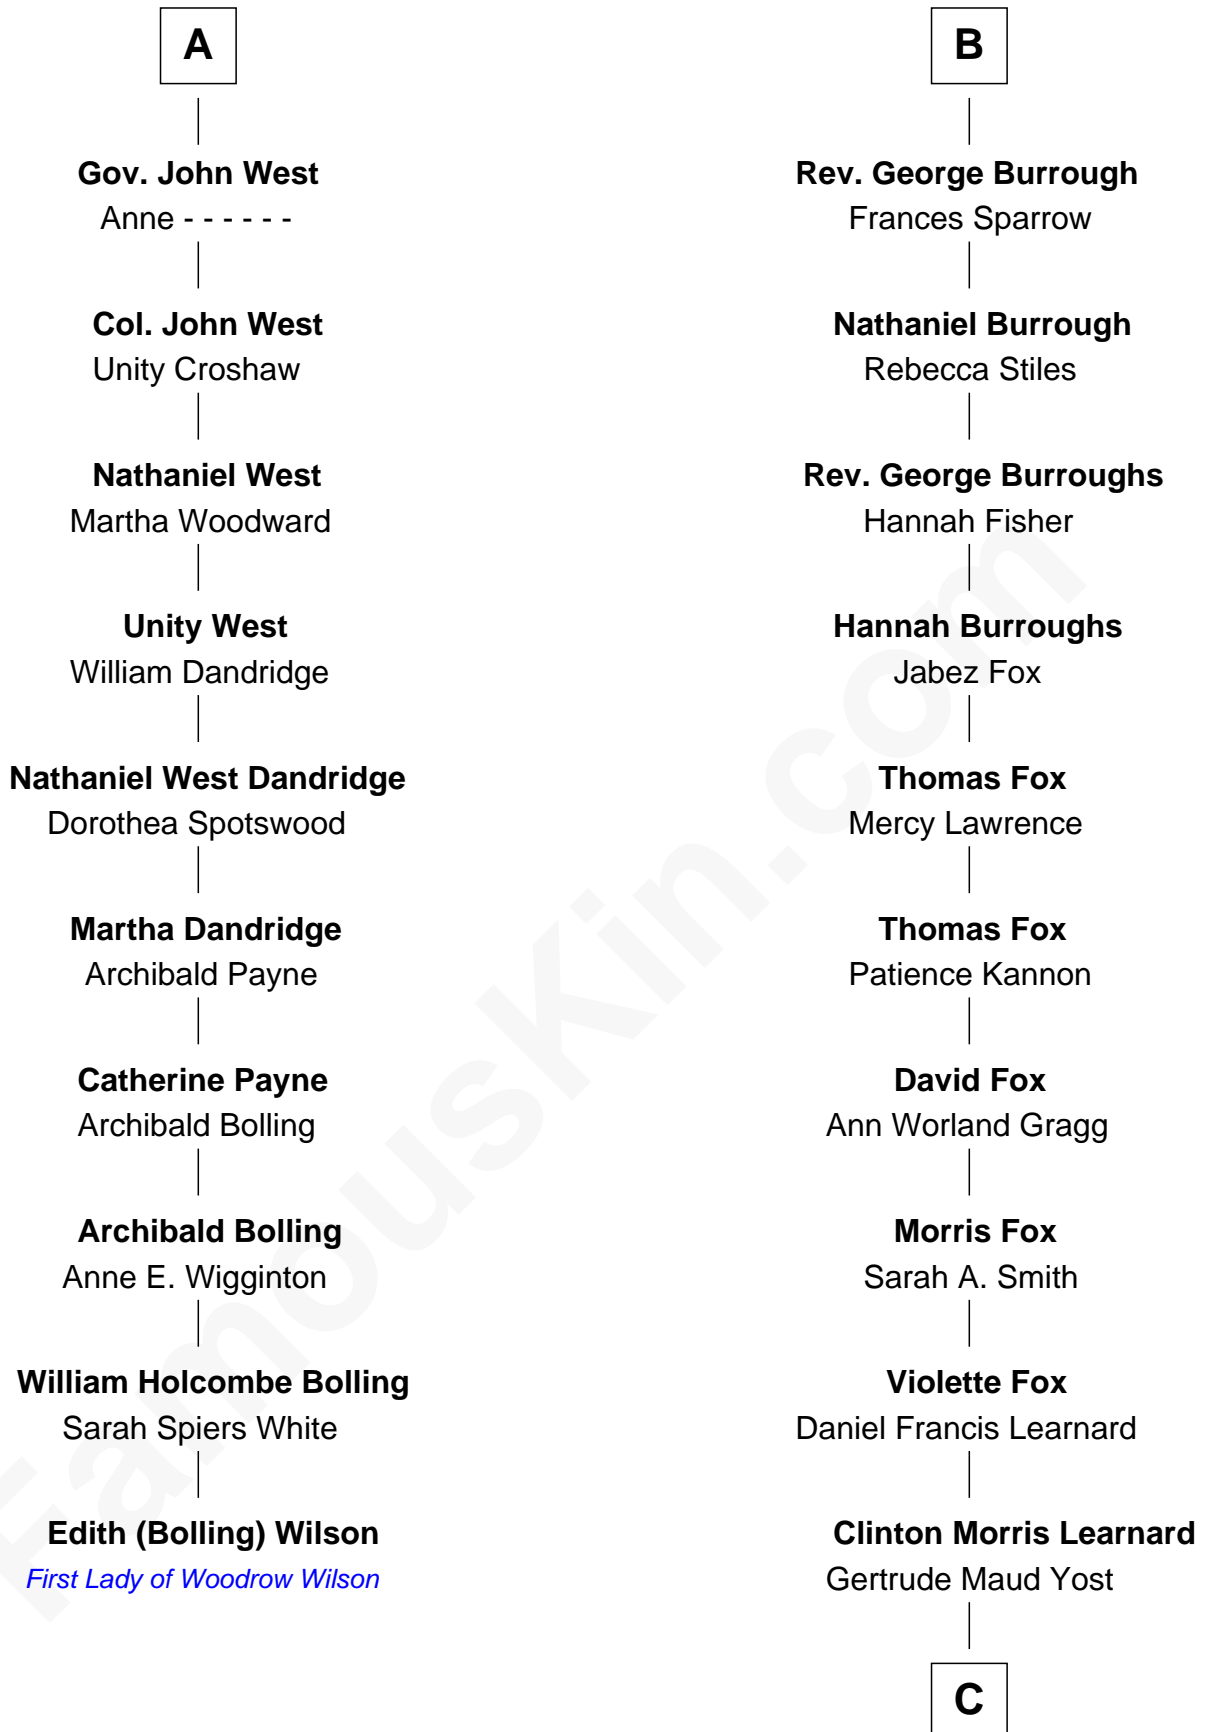 A
Gov. John West
Anne - - - - - -
Col. John West
Unity Croshaw
Nathaniel West
Martha Woodward
Unity West
William Dandridge
Nathaniel West Dandridge
Dorothea Spotswood
Martha Dandridge
Archibald Payne
Catherine Payne
Archibald Bolling
Archibald Bolling
Anne E. Wigginton
William Holcombe Bolling
Sarah Spiers White
Edith (Bolling) Wilson
First Lady of Woodrow Wilson
B
Rev. George Burrough
Frances Sparrow
Nathaniel Burrough
Rebecca Stiles
Rev. George Burroughs
Hannah Fisher
Hannah Burroughs
Jabez Fox
Thomas Fox
Mercy Lawrence
Thomas Fox
Patience Kannon
David Fox
Ann Worland Gragg
Morris Fox
Sarah A. Smith
Violette Fox
Daniel Francis Learnard
Clinton Morris Learnard
Gertrude Maud Yost
C
FamousKin.com